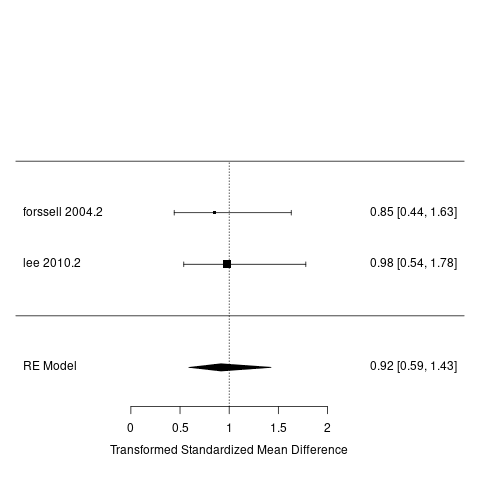 forssell 2004.2 0.85 [0.44, 1.63]
lee 2010.2 0.98 [0.54, 1.78]
RE Model 0.92 [0.59, 1.43]
0 0.5 1 1.5 2
Transformed Standardized Mean Difference